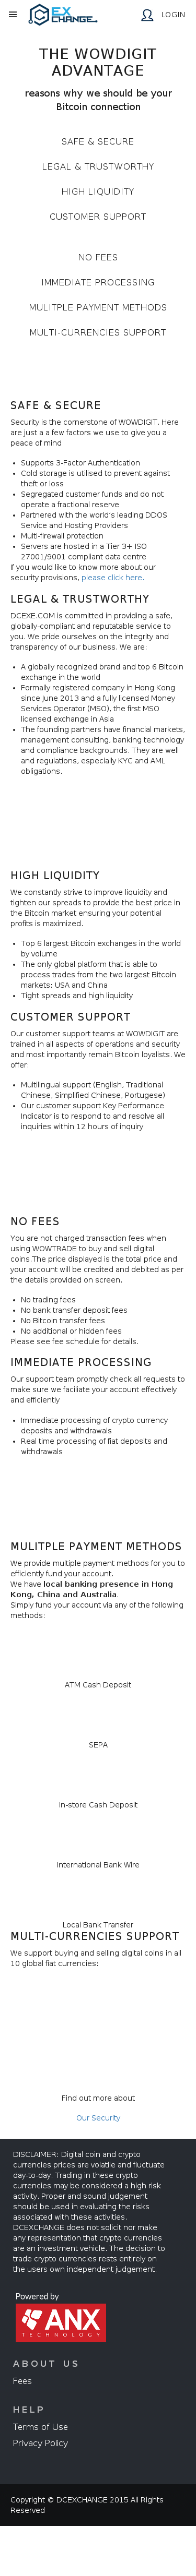 EX
CHANGE
LOGIN
THE WOWDIGIT
ADVANTAGE
reasons why we should be your
Bitcoin connection
SAFE & SECURE
LEGAL & TRUSTWORTHY
HIGH LIQUIDITY
CUSTOMER SUPPORT
NO FEES
IMMEDIATE PROCESSING
MULITPLE PAYMENT METHODS
MULTI-CURRENCIES SUPPORT
SAFE & SECURE
Security is the cornerstone of WOWDIGIT. Here
are just a few factors we use to give you a
peace of mind
• Supports 3-Factor Authentication
• Cold storage is utilised to prevent against
theft or loss
• Segregated customer funds and do not
operate a fractional reserve
• Partnered with the world's leading DDOS
Service and Hosting Providers
• Multi-firewall protection
• Servers are hosted in a Tier 3+ ISO
27001/9001 compliant data centre
If you would like to know more about our
security provisions, please click here.
LEGAL & TRUSTWORTHY
DCEXE.COM is committed in providing a safe,
globally-compliant and reputable service to
you. We pride ourselves on the integrity and
transparency of our business. We are:
• A globally recognized brand and top 6 Bitcoin
exchange in the world
• Formally registered company in Hong Kong
since June 2013 and a fully licensed Money
Services Operator (MSO), the first MSO
licensed exchange in Asia
• The founding partners have financial markets,
management consulting, banking technology
and compliance backgrounds. They are well
and regulations, especially KYC and AML
obligations.
HIGH LIQUIDITY
We constantly strive to improve liquidity and
tighten our spreads to provide the best price in
the Bitcoin market ensuring your potential
profits is maximized.
• Top 6 largest Bitcoin exchanges in the world
by volume
• The only global platform that is able to
process trades from the two largest Bitcoin
markets: USA and China
• Tight spreads and high liquidity
CUSTOMER SUPPORT
Our customer support teams at WOWDIGIT are
trained in all aspects of operations and security
and most importantly remain Bitcoin loyalists. We
offer:
• Multilingual support (English, Traditional
Chinese, Simplified Chinese, Portugese)
• Our customer support Key Performance
Indicator is to respond to and resolve all
inquiries within 12 hours of inquiry
NO FEES
You are not charged transaction fees when
using WOWTRADE to buy and sell digital
coins.The price displayed is the total price and
your account will be credited and debited as per
the details provided on screen.
• No trading fees
• No bank transfer deposit fees
• No Bitcoin transfer fees
• No additional or hidden fees
Please see fee schedule for details.
IMMEDIATE PROCESSING
Our support team promptly check all requests to
make sure we faciliate your account effectively
and efficiently
• Immediate processing of crypto currency
deposits and withdrawals
• Real time processing of fiat deposits and
withdrawals
MULITPLE PAYMENT METHODS
We provide multiple payment methods for you to
efficiently fund your account.
We have local banking presence in Hong
Kong, China and Australia.
Simply fund your account via any of the following
methods:
ATM Cash Deposit
SEPA
In-store Cash Deposit
International Bank Wire
Local Bank Transfer
MULTI-CURRENCIES SUPPORT
We support buying and selling digital coins in all
10 global fiat currencies:
Find out more about
Our Security
DISCLAIMER: Digital coin and crypto
currencies prices are volatile and fluctuate
day-to-day. Trading in these crypto
currencies may be considered a high risk
activity. Proper and sound judgement
should be used in evaluating the risks
associated with these activities.
DCEXCHANGE does not solicit nor make
any representation that crypto currencies
are an investment vehicle. The decision to
trade crypto currencies rests entirely on
the users own independent judgement.
Powered by
ANX
TECHNOLOGY
ABOUT US
Fees
HELP
Terms of Use
Privacy Policy
Copyright © DCEXCHANGE 2015 All Rights
Reserved